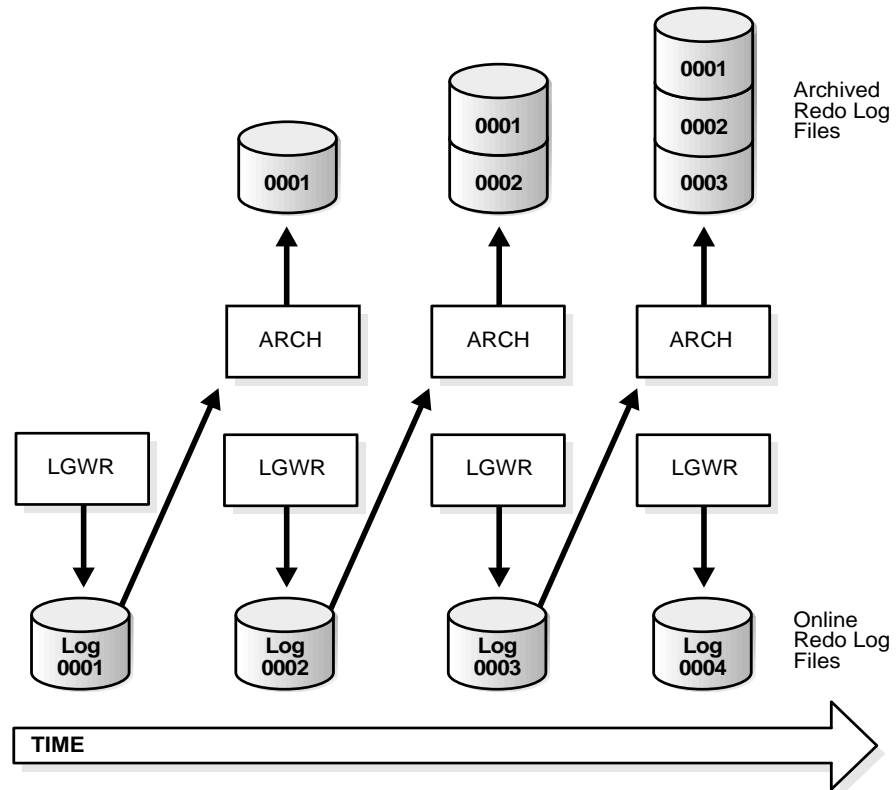 0001
0001
0002
0001
0002
0003
Archived
Redo Log
Files
ARCH
ARCH
ARCH
LGWR
LGWR
LGWR
LGWR
Log
0001
Log
0002
Log
0003
Log
0004
Online
Redo Log
Files
TIME